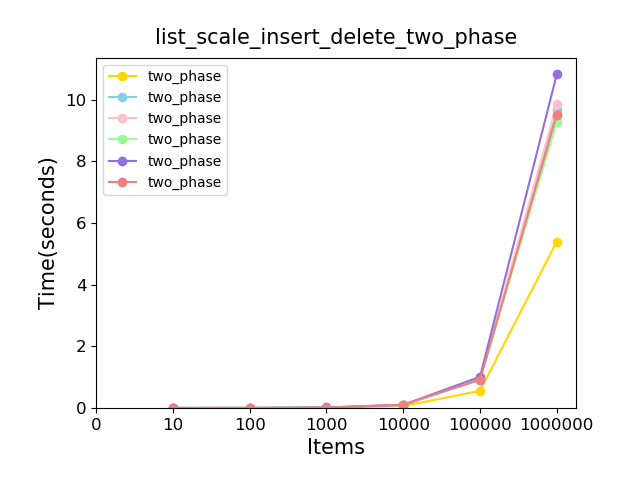 list_scale_insert_delete_two_phase
two_phase
two_phase
two_phase
two_phase
two_phase
two_phase
Time(seconds)
10
8
6
4
2
0
0 10 100 1000 10000 100000 1000000
Items